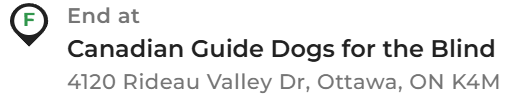 F
End at
Canadian Guide Dogs for the Blind
4120 Rideau Valley Dr, Ottawa, ON K4M